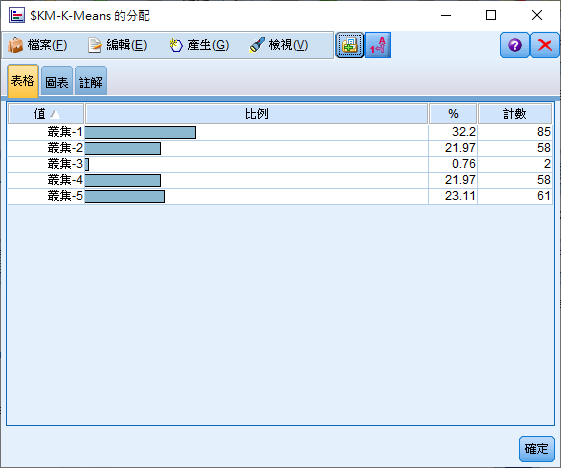 $KM-K-Means 的分配
檔案(F) 編輯(E) 產生(G) 檢視(V)
表格 圖表 註解
值 比例 % 計數
叢集-1 32.2 85
叢集-2 21.97 58
叢集-3 0.76 2
叢集-4 21.97 58
叢集-5 23.11 61
確定